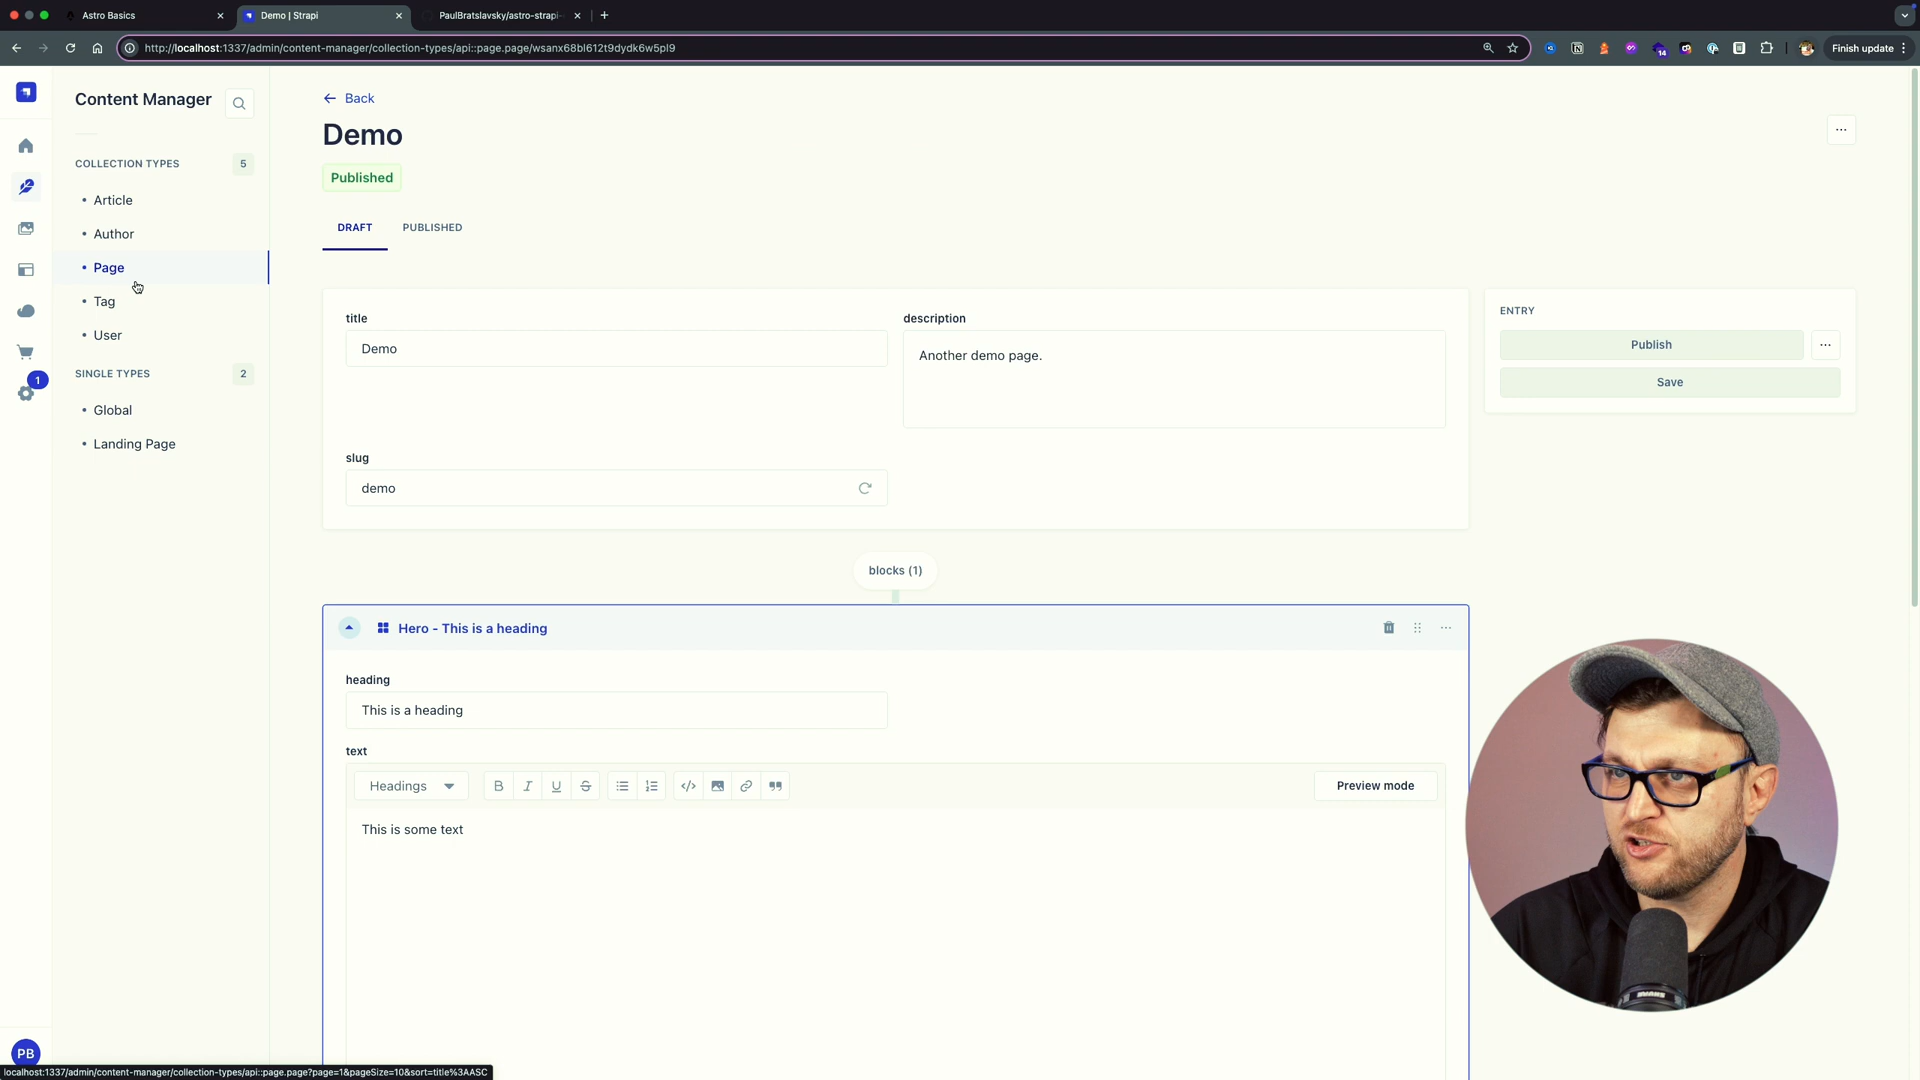 Astro Basics
Demo | Strapi
PaulBratslavsky/astro-strapi-
http://localhost:1337/admin/content-manager/collection-types/api::page.page/wsanx68bl612t9dydk6w5pl9
14
Finish update
Content Manager
COLLECTION TYPES
5
Article
Author
Page
Tag
User
SINGLE TYPES
2
Global
Landing Page
1
PB
Back
Demo
Published
DRAFT
PUBLISHED
title
Demo
description
Another demo page.
slug
demo
ENTRY
Publish
Save
blocks (1)
Hero - This is a heading
heading
This is a heading
text
Headings
B I U S
Preview mode
This is some text
localhost:1337/admin/content-manager/collection-types/api::page.page?page=1&pageSize=10&sort=title%3AASC